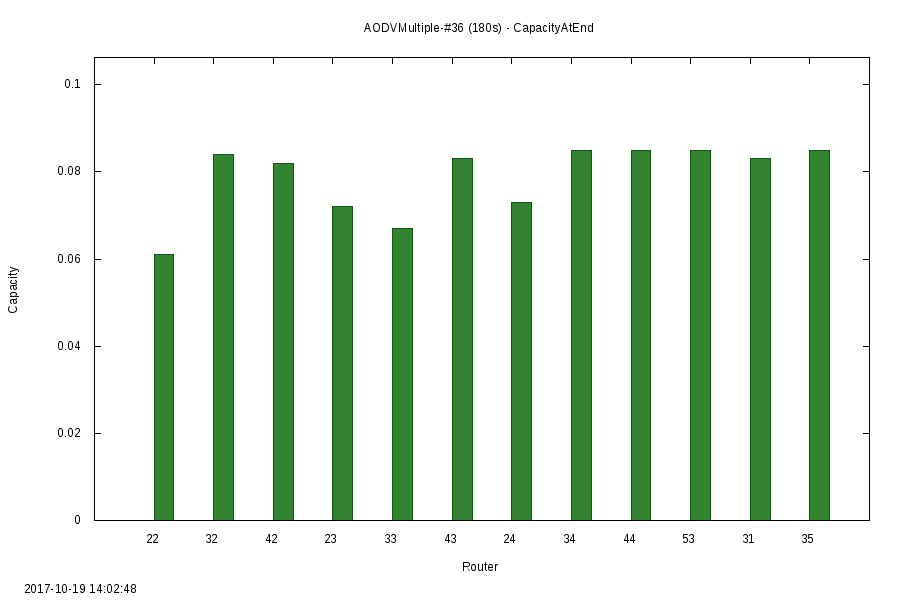 AODVMultiple-#36 (180s) - CapacityAtEnd
0.1
0.08
0.06
0.04
0.02
0
Capacity
22 32 42 23 33 43 24 34 44 53 31 35
Router
2017-10-19 14:02:48